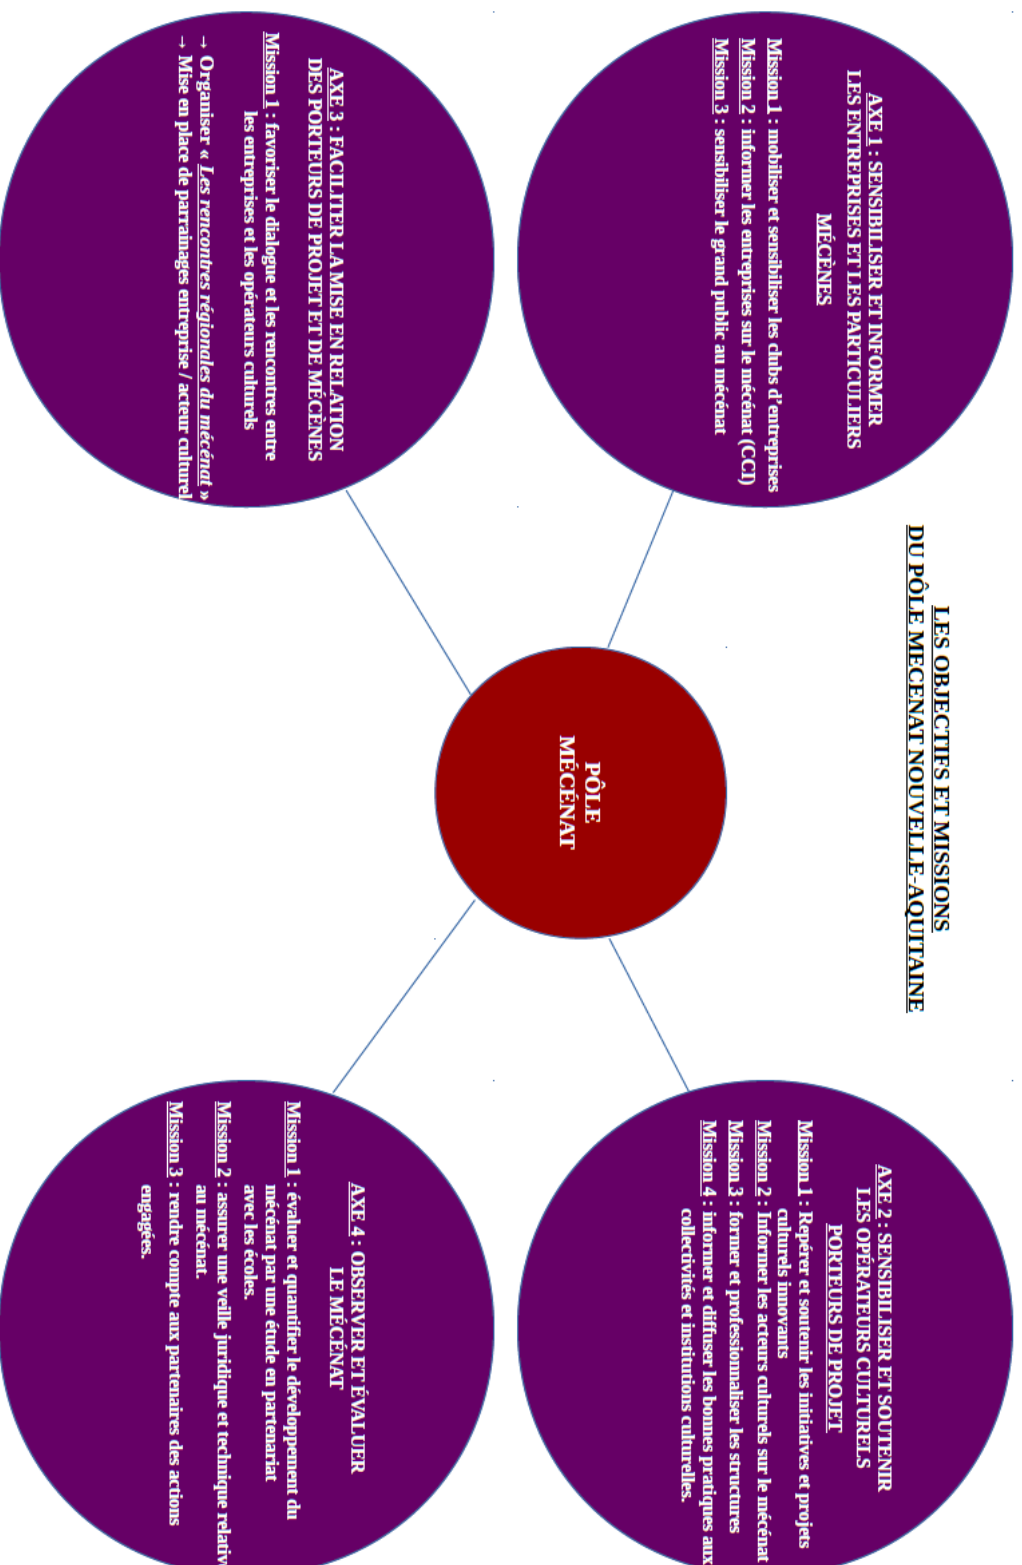 LES OBJECTIFS ET MISSIONS
DU PÔLE MECENAT NOUVELLE-AQUITAINE
AXE 1 : SENSIBILISER ET INFORMER
LES ENTREPRISES ET LES PARTICULIERS
MÉCÈNES
Mission 1 : mobiliser et sensibiliser les clubs d'entreprises
Mission 2 : informer les entreprises sur le mécénat (CCI)
Mission 3 : sensibiliser le grand public au mécénat
AXE 2 : SENSIBILISER ET SOUTENIR
LES OPÉRATEURS CULTURELS
PORTEURS DE PROJET
Mission 1 : Repérer et soutenir les initiatives et projets
culturels innovants
Mission 2 : Informer les acteurs culturels sur le mécénat
Mission 3 : former et professionnaliser les structures
Mission 4 : informer et diffuser les bonnes pratiques aux
collectivités et institutions culturelles.
PÔLE
MÉCÉNAT
AXE 3 : FACILITER LA MISE EN RELATION
DES PORTEURS DE PROJET ET DE MÉCÈNES
Mission 1 : favoriser le dialogue et les rencontres entre
les entreprises et les opérateurs culturels
→ Organiser « Les rencontres régionales du mécénat »
→ Mise en place de parrainages entreprise / acteur culturel
AXE 4 : OBSERVER ET ÉVALUER
LE MÉCÉNAT
Mission 1 : évaluer et quantifier le développement du
mécénat par une étude en partenariat
avec les écoles.
Mission 2 : assurer une veille juridique et technique relativ
au mécénat.
Mission 3 : rendre compte aux partenaires des actions
engagées.